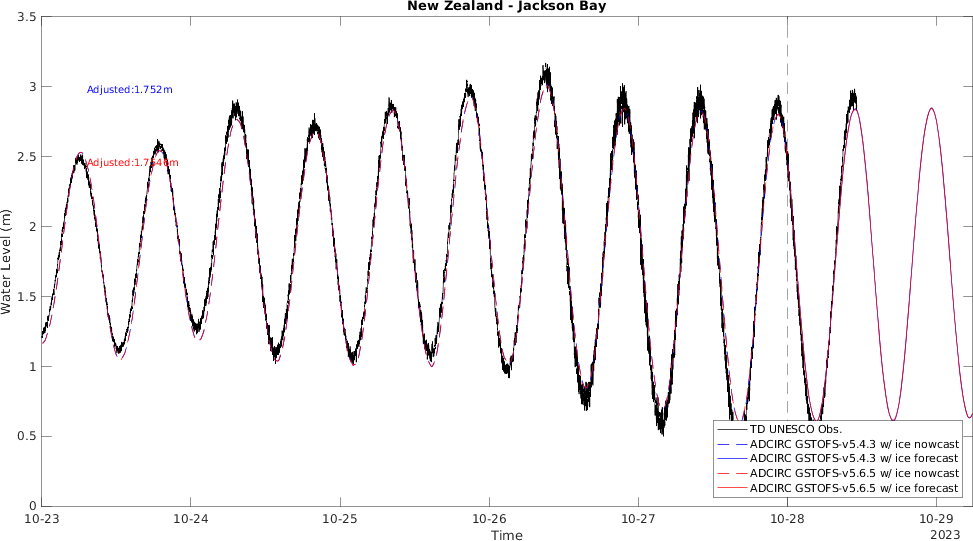 New Zealand - Jackson Bay
3.5
3
2.5
2
1.5
1
0.5
0
Water Level (m)
Adjusted:1.752m
Adjusted:1.7546m
TD UNESCO Obs.
ADCIRC GSTOFS-v5.4.3 w/ ice nowcast
ADCIRC GSTOFS-v5.4.3 w/ ice forecast
ADCIRC GSTOFS-v5.6.5 w/ ice nowcast
ADCIRC GSTOFS-v5.6.5 w/ ice forecast
10-23
10-24
10-25
10-26
10-27
10-28
10-29
Time
2023